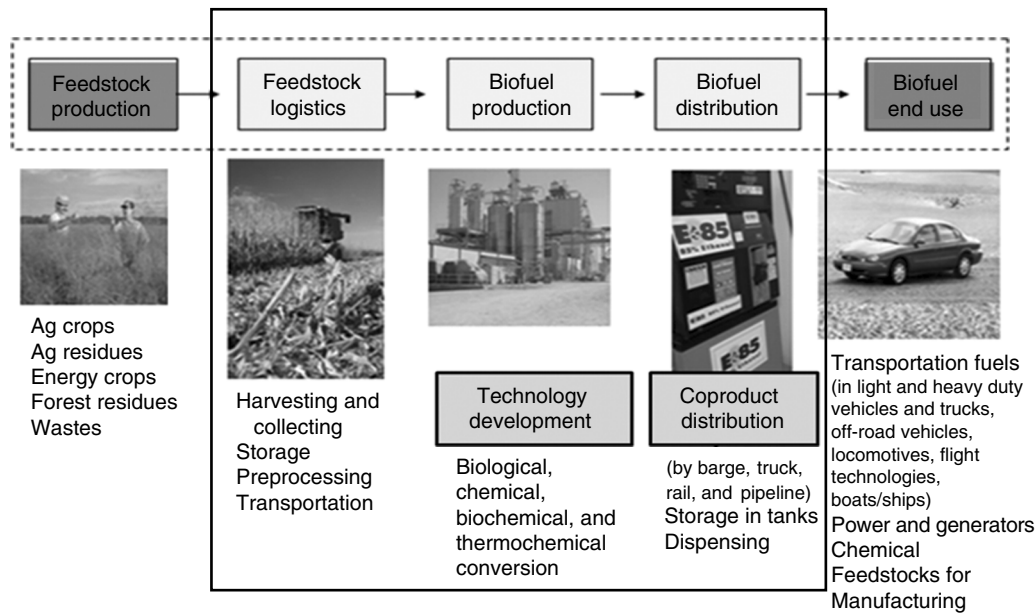 Feedstock
production
Feedstock
logistics
Biofuel
production
Biofuel
distribution
Biofuel
end use
Ag crops
Ag residues
Energy crops
Forest residues
Wastes
Harvesting and
collecting
Storage
Preprocessing
Transportation
Technology
development
Biological,
chemical,
biochemical, and
thermochemical
conversion
E85
85% Ethanol
E85
Coproduct
distribution
(by barge, truck,
rail, and pipeline)
Storage in tanks
Dispensing
Transportation fuels
(in light and heavy duty
vehicles and trucks,
off-road vehicles,
locomotives, flight
technologies,
boats/ships)
Power and generators
Chemical
Feedstocks for
Manufacturing